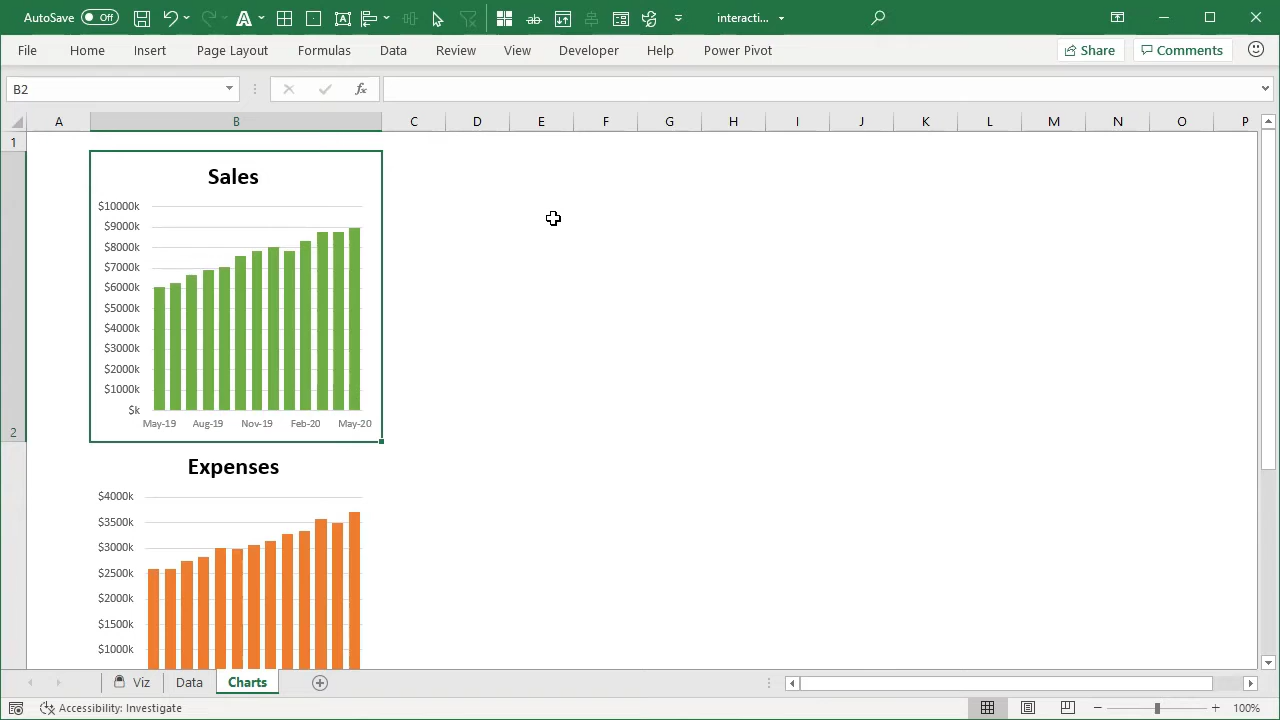 AutoSave Off interacti...
File Home Insert Page Layout Formulas Data Review View Developer Help Power Pivot Share Comments
B2 fx
A B C D E F G H I J K L M N O P
1
Sales
$10000k
$9000k
$8000k
$7000k
$6000k
$5000k
$4000k
$3000k
$2000k
$1000k
$k
May-19 Aug-19 Nov-19 Feb-20 May-20
2
Expenses
$4000k
$3500k
$3000k
$2500k
$2000k
$1500k
$1000k
Viz Data Charts
Accessibility: Investigate 100%